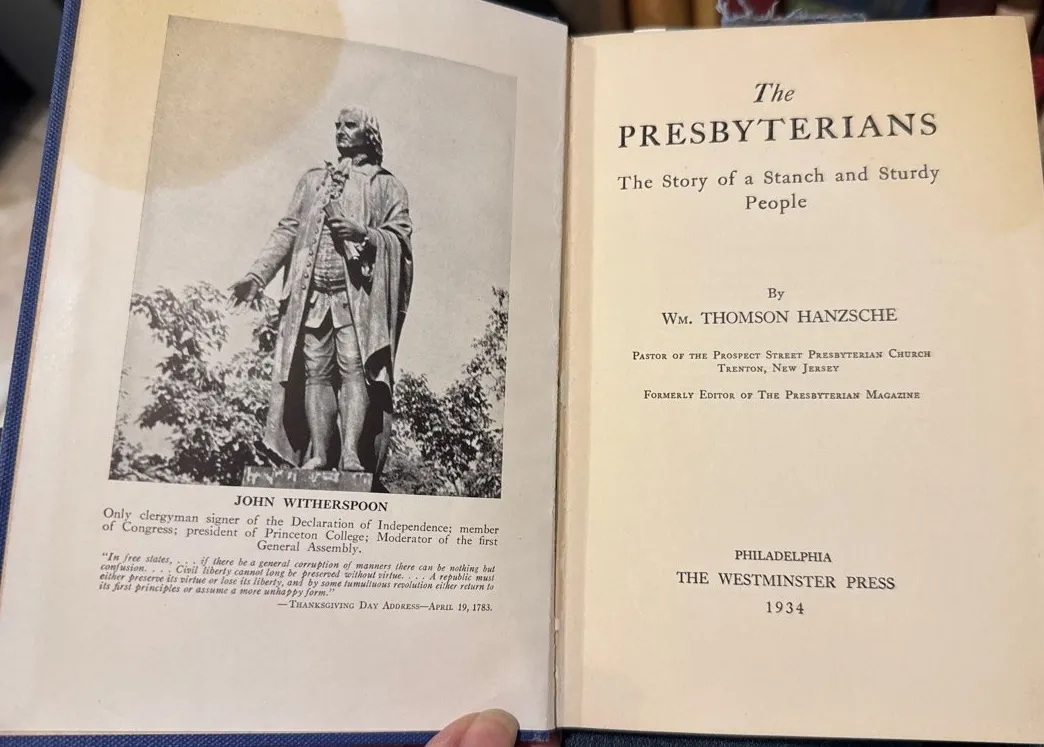 JOHN WITHERSPOON
Only clergyman signer of the Declaration of Independence; member
of Congress; president of Princeton College; Moderator of the first
General Assembly.
"In free states, . . . . if there be a general corruption of manners there can be nothing but
confusion. . . . Civil liberty cannot long be preserved without virtue. . . . A republic must
either preserve its virtue or lose its liberty, and by some tumultuous revolution either return to
its first principles or assume a more unhappy form."
—THANKSGIVING DAY ADDRESS—APRIL 19, 1783.
The
PRESBYTERIANS
The Story of a Stanch and Sturdy
People
By
WM. THOMSON HANZSCHE
PASTOR OF THE PROSPECT STREET PRESBYTERIAN CHURCH
TRENTON, NEW JERSEY
FORMERLY EDITOR OF THE PRESBYTERIAN MAGAZINE
PHILADELPHIA
THE WESTMINSTER PRESS
1934